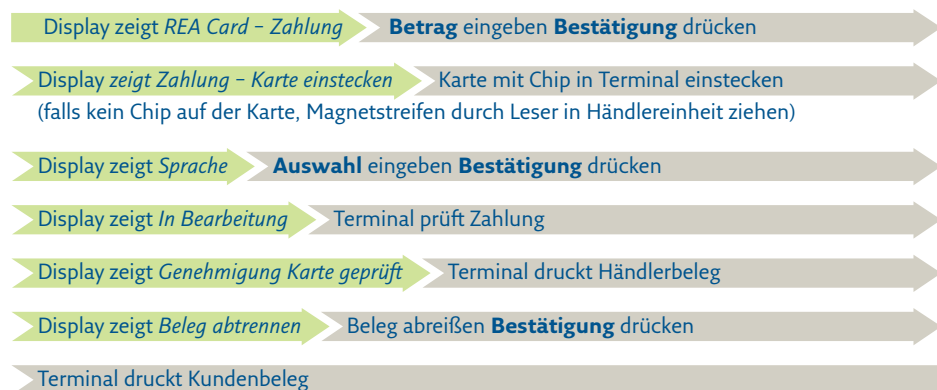 Display zeigt REA Card – Zahlung Betrag eingeben Bestätigung drücken
Display zeigt Zahlung – Karte einstecken Karte mit Chip in Terminal einstecken
(falls kein Chip auf der Karte, Magnetstreifen durch Leser in Händlereinheit ziehen)
Display zeigt Sprache Auswahl eingeben Bestätigung drücken
Display zeigt In Bearbeitung Terminal prüft Zahlung
Display zeigt Genehmigung Karte geprüft Terminal druckt Händlerbeleg
Display zeigt Beleg abtrennen Beleg abreißen Bestätigung drücken
Terminal druckt Kundenbeleg